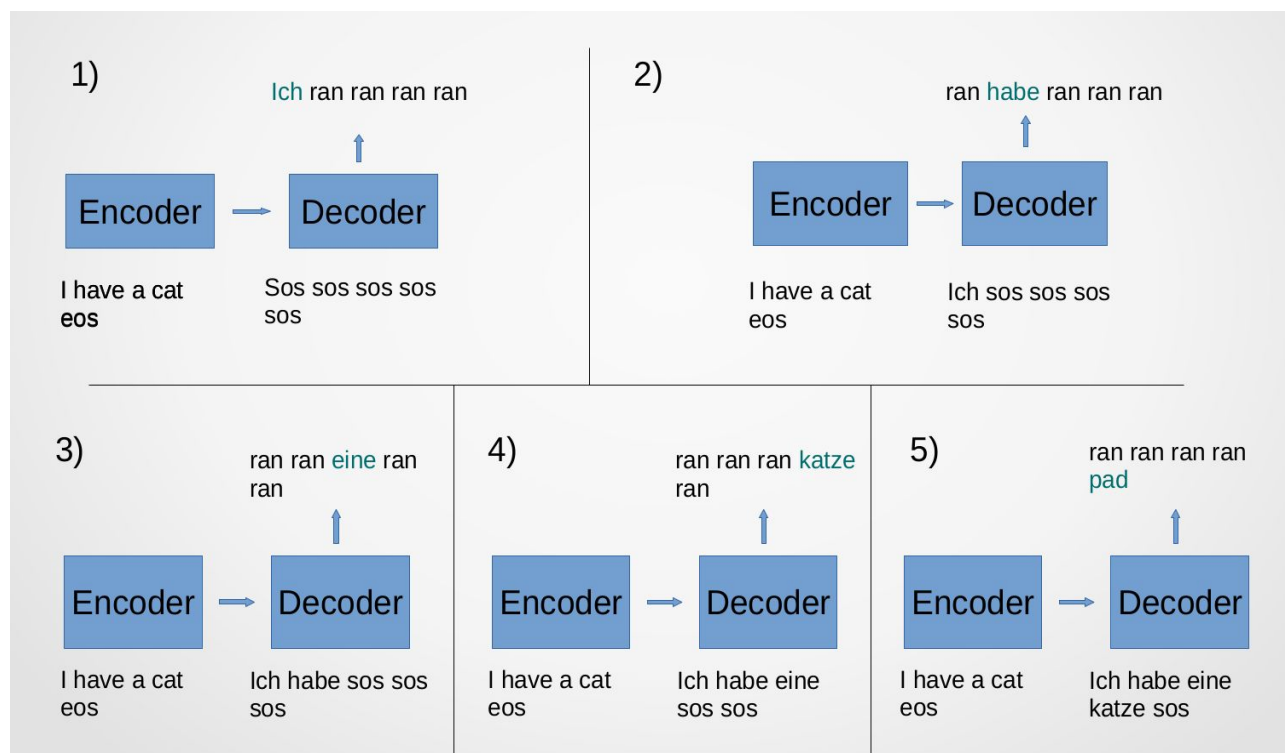 1)
Ich ran ran ran ran
Encoder
Decoder
I have a cat
eos
Sos sos sos sos
sos
2)
ran habe ran ran ran
Encoder
Decoder
I have a cat
eos
Ich sos sos sos
sos
3)
ran ran eine ran
ran
Encoder
Decoder
I have a cat
eos
Ich habe sos sos
sos
4)
ran ran ran katze
ran
Encoder
Decoder
I have a cat
eos
Ich habe eine
sos sos
5)
ran ran ran ran
pad
Encoder
Decoder
I have a cat
eos
Ich habe eine
katze sos